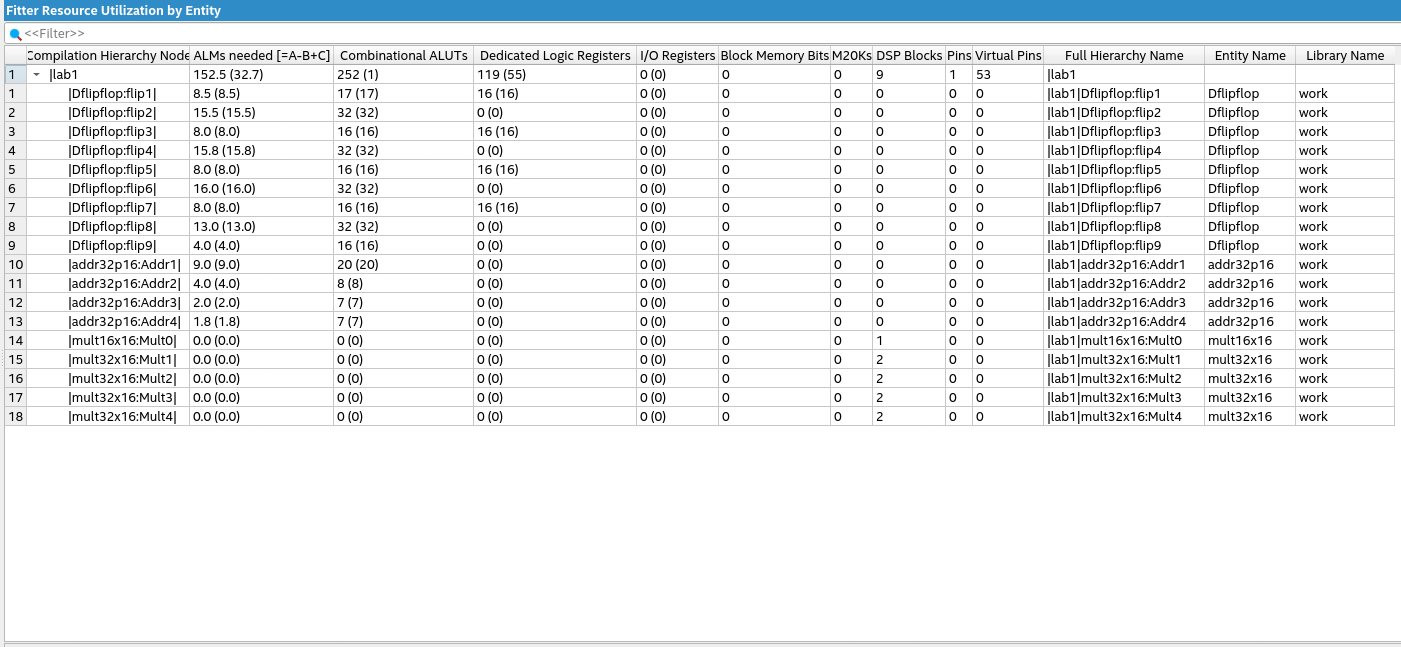 Fitter Resource Utilization by Entity
<<Filter>>
Compilation Hierarchy Node ALMs needed [=A-B+C] Combinational ALUTs Dedicated Logic Registers I/O Registers Block Memory Bits M20Ks DSP Blocks Pins Virtual Pins Full Hierarchy Name Entity Name Library Name
1 |lab1 152.5 (32.7) 252 (1) 119 (55) 0 (0) 0 0 9 1 53 |lab1
1 |Dflipflop:flip1| 8.5 (8.5) 17 (17) 16 (16) 0 (0) 0 0 0 0 0 |lab1|Dflipflop:flip1 Dflipflop work
2 |Dflipflop:flip2| 15.5 (15.5) 32 (32) 0 (0) 0 (0) 0 0 0 0 0 |lab1|Dflipflop:flip2 Dflipflop work
3 |Dflipflop:flip3| 8.0 (8.0) 16 (16) 16 (16) 0 (0) 0 0 0 0 0 |lab1|Dflipflop:flip3 Dflipflop work
4 |Dflipflop:flip4| 15.8 (15.8) 32 (32) 0 (0) 0 (0) 0 0 0 0 0 |lab1|Dflipflop:flip4 Dflipflop work
5 |Dflipflop:flip5| 8.0 (8.0) 16 (16) 16 (16) 0 (0) 0 0 0 0 0 |lab1|Dflipflop:flip5 Dflipflop work
6 |Dflipflop:flip6| 16.0 (16.0) 32 (32) 0 (0) 0 (0) 0 0 0 0 0 |lab1|Dflipflop:flip6 Dflipflop work
7 |Dflipflop:flip7| 8.0 (8.0) 16 (16) 16 (16) 0 (0) 0 0 0 0 0 |lab1|Dflipflop:flip7 Dflipflop work
8 |Dflipflop:flip8| 13.0 (13.0) 32 (32) 0 (0) 0 (0) 0 0 0 0 0 |lab1|Dflipflop:flip8 Dflipflop work
9 |Dflipflop:flip9| 4.0 (4.0) 16 (16) 0 (0) 0 (0) 0 0 0 0 0 |lab1|Dflipflop:flip9 Dflipflop work
10 |addr32p16:Addr1| 9.0 (9.0) 20 (20) 0 (0) 0 (0) 0 0 0 0 0 |lab1|addr32p16:Addr1 addr32p16 work
11 |addr32p16:Addr2| 4.0 (4.0) 8 (8) 0 (0) 0 (0) 0 0 0 0 0 |lab1|addr32p16:Addr2 addr32p16 work
12 |addr32p16:Addr3| 2.0 (2.0) 7 (7) 0 (0) 0 (0) 0 0 0 0 0 |lab1|addr32p16:Addr3 addr32p16 work
13 |addr32p16:Addr4| 1.8 (1.8) 7 (7) 0 (0) 0 (0) 0 0 0 0 0 |lab1|addr32p16:Addr4 addr32p16 work
14 |mult16x16:Mult0| 0.0 (0.0) 0 (0) 0 (0) 0 (0) 0 0 1 0 0 |lab1|mult16x16:Mult0 mult16x16 work
15 |mult32x16:Mult1| 0.0 (0.0) 0 (0) 0 (0) 0 (0) 0 0 2 0 0 |lab1|mult32x16:Mult1 mult32x16 work
16 |mult32x16:Mult2| 0.0 (0.0) 0 (0) 0 (0) 0 (0) 0 0 2 0 0 |lab1|mult32x16:Mult2 mult32x16 work
17 |mult32x16:Mult3| 0.0 (0.0) 0 (0) 0 (0) 0 (0) 0 0 2 0 0 |lab1|mult32x16:Mult3 mult32x16 work
18 |mult32x16:Mult4| 0.0 (0.0) 0 (0) 0 (0) 0 (0) 0 0 2 0 0 |lab1|mult32x16:Mult4 mult32x16 work